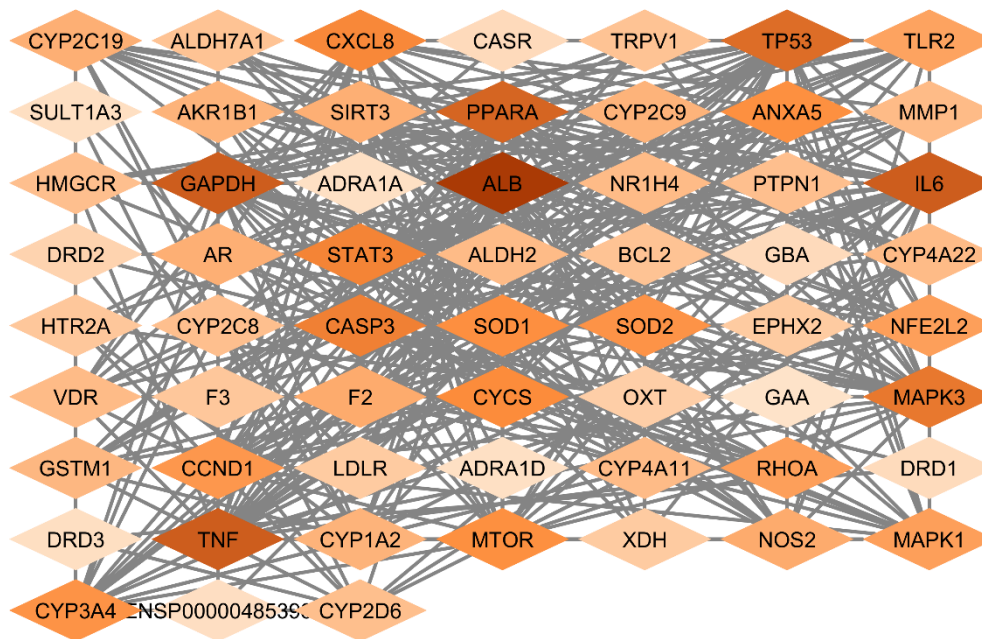 CYP2C19 ALDH7A1 CXCL8 CASR TRPV1 TP53 TLR2
SULT1A3 AKR1B1 SIRT3 PPARA CYP2C9 ANXA5 MMP1
HMGCR GAPDH ADRA1A ALB NR1H4 PTPN1 IL6
DRD2 AR STAT3 ALDH2 BCL2 GBA CYP4A22
HTR2A CYP2C8 CASP3 SOD1 SOD2 EPHX2 NFE2L2
VDR F3 F2 CYCS OXT GAA MAPK3
GSTM1 CCND1 LDLR ADRA1D CYP4A11 RHOA DRD1
DRD3 TNF CYP1A2 MTOR XDH NOS2 MAPK1
CYP3A4 CYP2D6